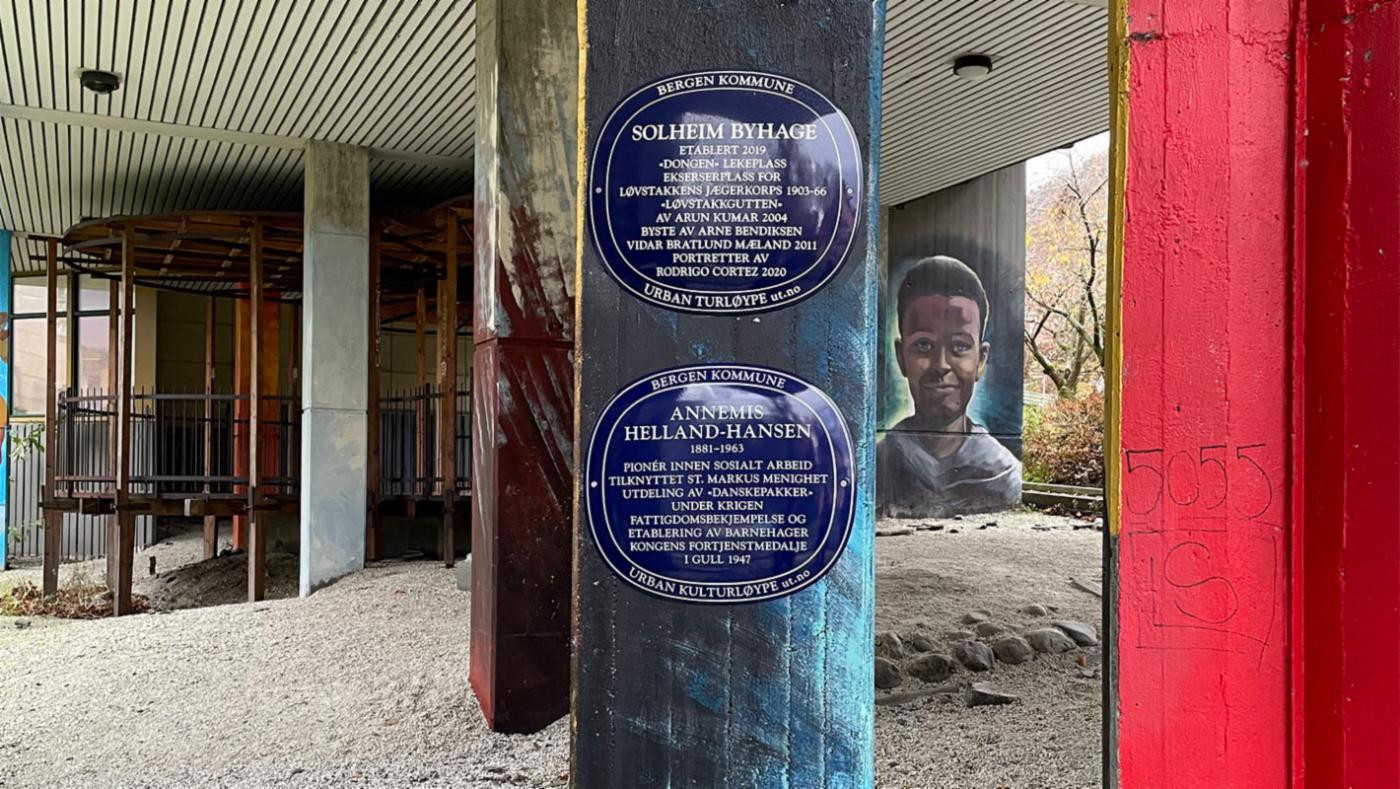 BERGEN KOMMUNE
SOLHEIM BYHAGE
ETABLERT 2019
«DONGEN» LEKEPLASS
EKSERSERPLASS FOR
LØVSTAKKENS JÆGERKORPS 1903-66
«LØVSTAKKGUTTEN»
AV ARUN KUMAR 2004
BYSTE AV ARNE BENDIKSEN
VIDAR BRATLUND MÆLAND 2011
PORTRETTER AV
RODRIGO CORTEZ 2020
URBAN TURLØYPE ut.no
BERGEN KOMMUNE
ANNEMIS
HELLAND-HANSEN
1881–1963
PIONÉR INNEN SOSIALT ARBEID
TILKNYTTET ST. MARKUS MENIGHET
UTDELING AV «DANSKEPAKKER»
UNDER KRIGEN
FATTIGDOMSBEKJEMPELSE OG
ETABLERING AV BARNEHAGER
KONGENS FORTJENSTMEDALJE
I GULL 1947
URBAN KULTURLØYPE ut.no
5055
LS